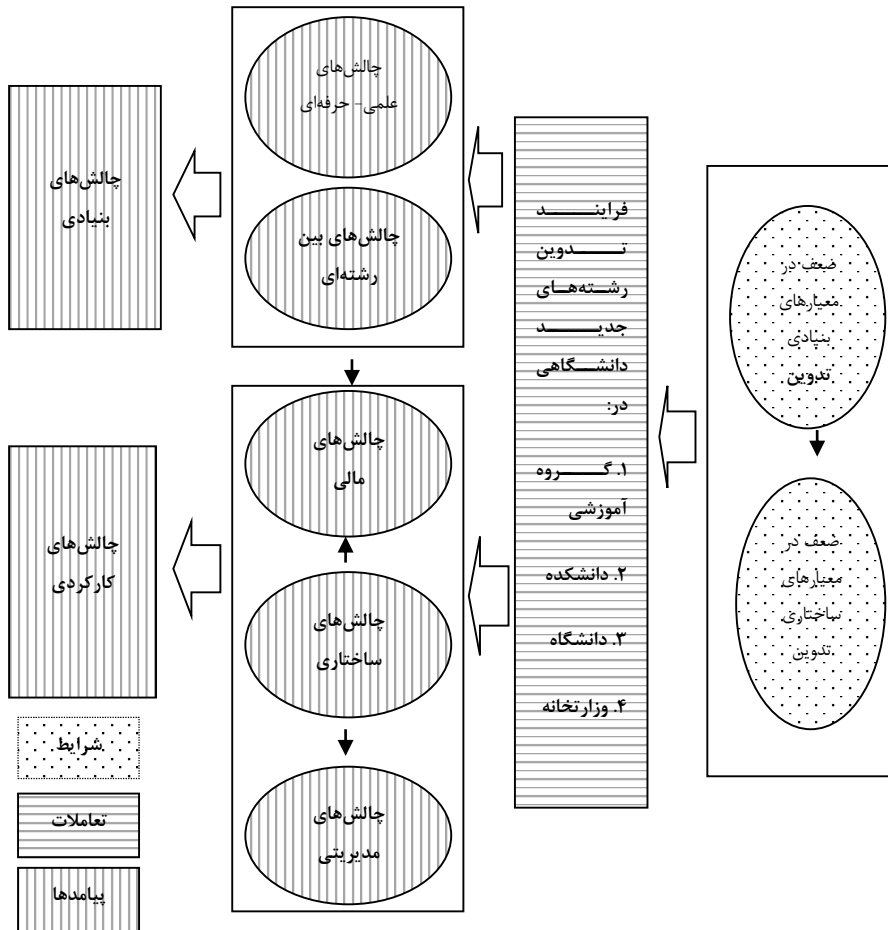 ضعف در
معیارهای
بنیادی
تدوین
ضعف در
معیارهای
ساختاری
تدوین
فرایند
تدوین
رشته‌های
جدید
دانشگاهی
در:
۱. گروه
آموزشی
۲. دانشکده
۳. دانشگاه
۴. وزارتخانه
چالش‌های
علمی- حرفه‌ای
چالش‌های بین
رشته‌ای
چالش‌های
مالی
چالش‌های
ساختاری
چالش‌های
مدیریتی
چالش‌های
بنیادی
چالش‌های
کارکردی
شرایط
تعاملات
پیامدها